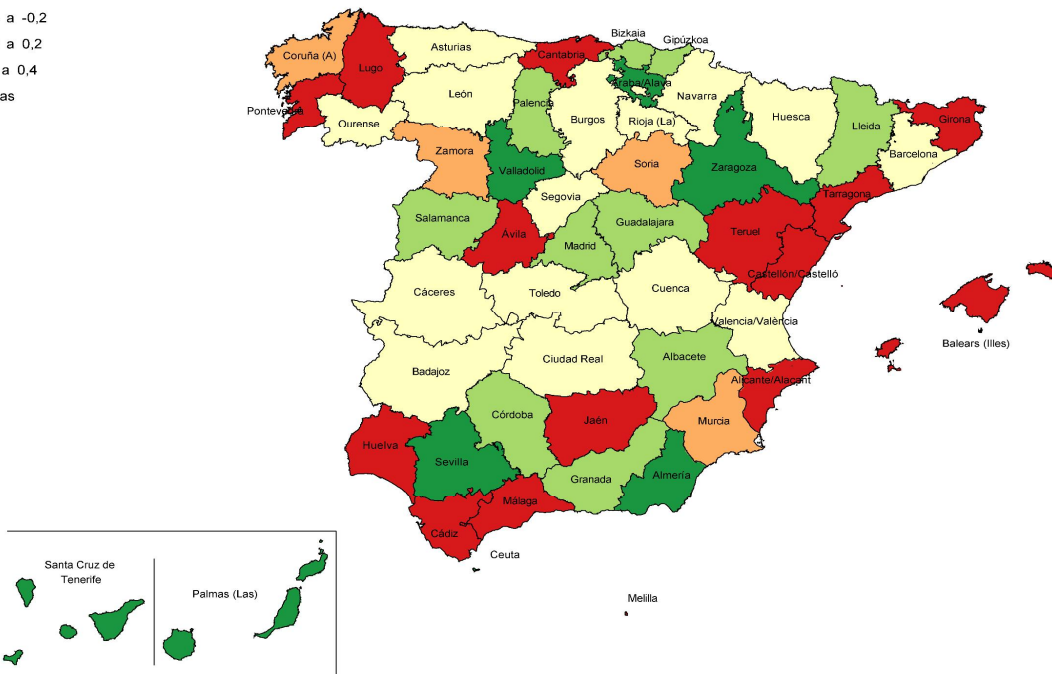 a -0,2
a 0,2
a 0,4
as
Bizkaia
Gipúzkoa
Asturias
Cantabria
Coruña (A)
Lugo
Araba/Alava
León
Navarra
Palencia
Pontevedra
Burgos
Huesca
Girona
Ourense
Rioja (La)
Lleida
Zamora
Barcelona
Soria
Zaragoza
Valladolid
Tarragona
Segovia
Salamanca
Guadalajara
Ávila
Teruel
Madrid
Castellón/Castelló
Cáceres
Toledo
Cuenca
Valencia/València
Balears (Illes)
Ciudad Real
Albacete
Badajoz
Alicante/Alacant
Córdoba
Jaén
Murcia
Huelva
Sevilla
Granada
Almería
Málaga
Cádiz
Ceuta
Santa Cruz de
Tenerife
Palmas (Las)
Melilla